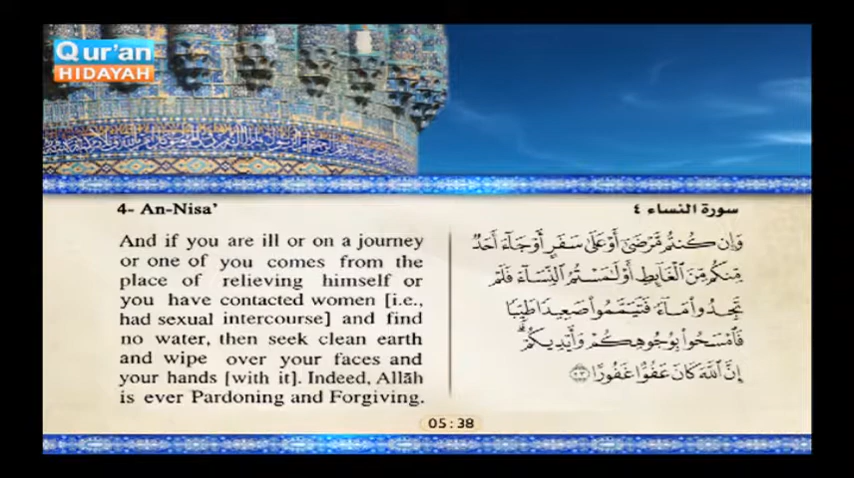 Qur'an
HIDAYAH
4- An-Nisa'
سورة النساء ٤
And if you are ill or on a journey
or one of you comes from the
place of relieving himself or
you have contacted women [i.e.,
had sexual intercourse] and find
no water, then seek clean earth
and wipe over your faces and
your hands [with it]. Indeed, Allāh
is ever Pardoning and Forgiving.
وَإِن كُنتُم مَّرْضَىٰٓ أَوْ عَلَىٰ سَفَرٍ أَوْ جَآءَ أَحَدٌ
مِّنكُم مِّنَ ٱلْغَآئِطِ أَوْ لَٰمَسْتُمُ ٱلنِّسَآءَ فَلَمْ
تَجِدُوا۟ مَآءً فَتَيَمَّمُوا۟ صَعِيدًا طَيِّبًا
فَٱمْسَحُوا۟ بِوُجُوهِكُمْ وَأَيْدِيكُمْ ۗ
إِنَّ ٱللَّهَ كَانَ عَفُوًّا غَفُورًا ٤٣
05:38